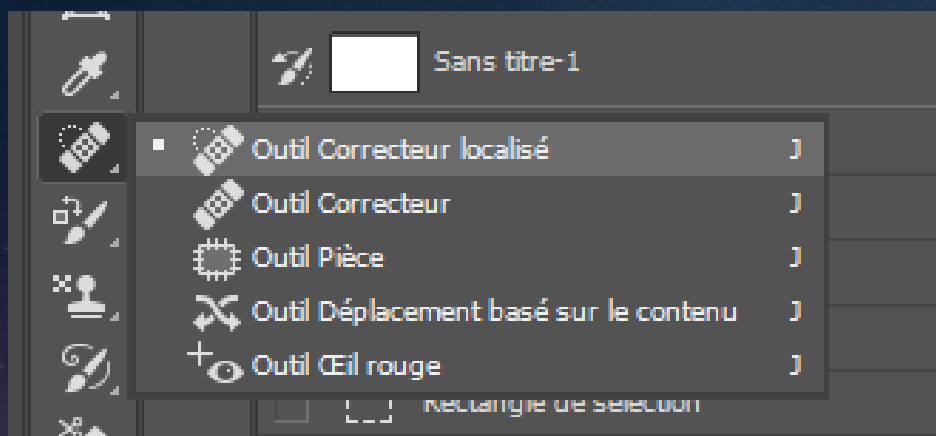 Sans titre-1
Outil Correcteur localisé J
Outil Correcteur J
Outil Pièce J
Outil Déplacement basé sur le contenu J
Outil Œil rouge J
Rectangle de sélection